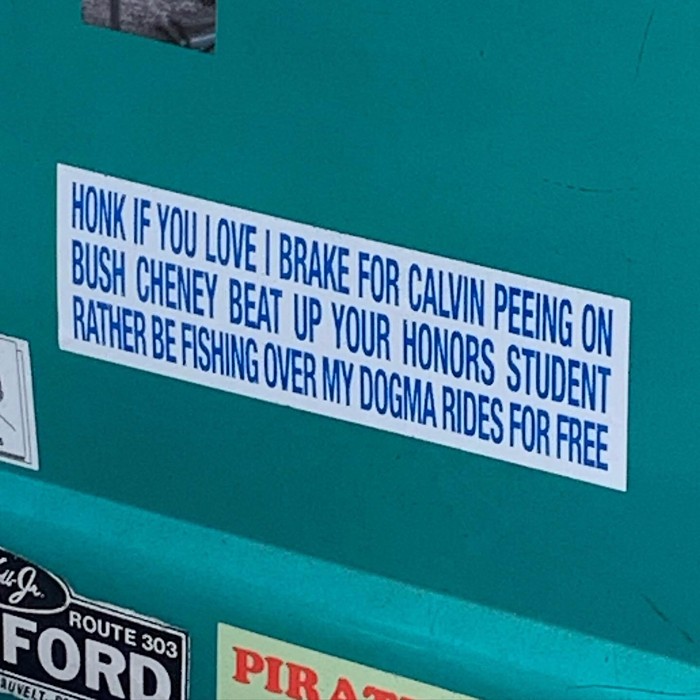 HONK IF YOU LOVE I BRAKE FOR CALVIN PEEING ON
BUSH CHENEY BEAT UP YOUR HONORS STUDENT
RATHER BE FISHING OVER MY DOGMA RIDES FOR FREE
Jr.
ROUTE 303
FORD